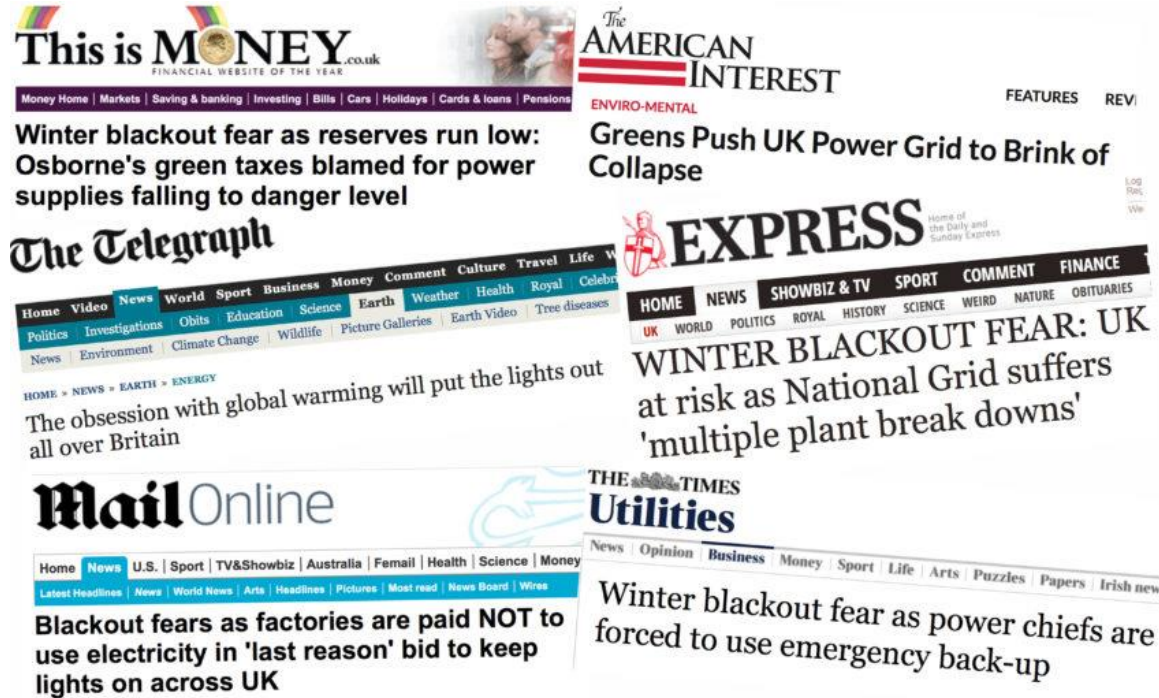 This is MONEY.co.uk
FINANCIAL WEBSITE OF THE YEAR
Money Home | Markets | Saving & banking | Investing | Bills | Cars | Holidays | Cards & loans | Pensions
Winter blackout fear as reserves run low:
Osborne's green taxes blamed for power
supplies falling to danger level
The
AMERICAN
INTEREST
FEATURES REVI
ENVIRO-MENTAL
Greens Push UK Power Grid to Brink of
Collapse
The Telegraph
Home Video News World Sport Business Money Comment Culture Travel Life W
Politics Investigations Obits Education Science Earth Weather Health Royal Celebri
News Environment Climate Change Wildlife Picture Galleries Earth Video Tree diseases
HOME » NEWS » EARTH » ENERGY
The obsession with global warming will put the lights out
all over Britain
Log
We
EXPRESS
Home of
the Daily and
Sunday Express
HOME NEWS SHOWBIZ & TV SPORT COMMENT FINANCE
UK WORLD POLITICS ROYAL HISTORY SCIENCE WEIRD NATURE OBITUARIES
WINTER BLACKOUT FEAR: UK
at risk as National Grid suffers
'multiple plant break downs'
Mail Online
Home News U.S. | Sport | TV&Showbiz | Australia | Femail | Health | Science | Money
Latest Headlines | News | World News | Arts | Headlines | Pictures | Most read | News Board | Wires
Blackout fears as factories are paid NOT to
use electricity in 'last reason' bid to keep
lights on across UK
THE TIMES
Utilities
News | Opinion | Business | Money | Sport | Life | Arts | Puzzles | Papers | Irish new
Winter blackout fear as power chiefs are
forced to use emergency back-up